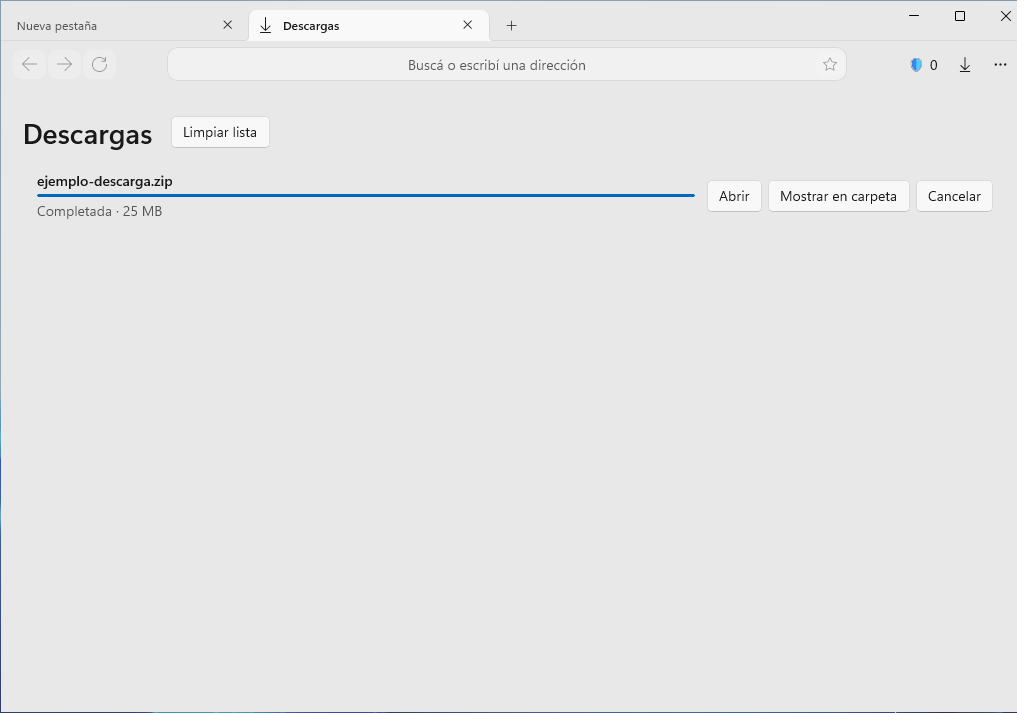 Nueva pestaña
Descargas
Buscá o escribí una dirección
0
Descargas
Limpiar lista
ejemplo-descarga.zip
Completada · 25 MB
Abrir
Mostrar en carpeta
Cancelar